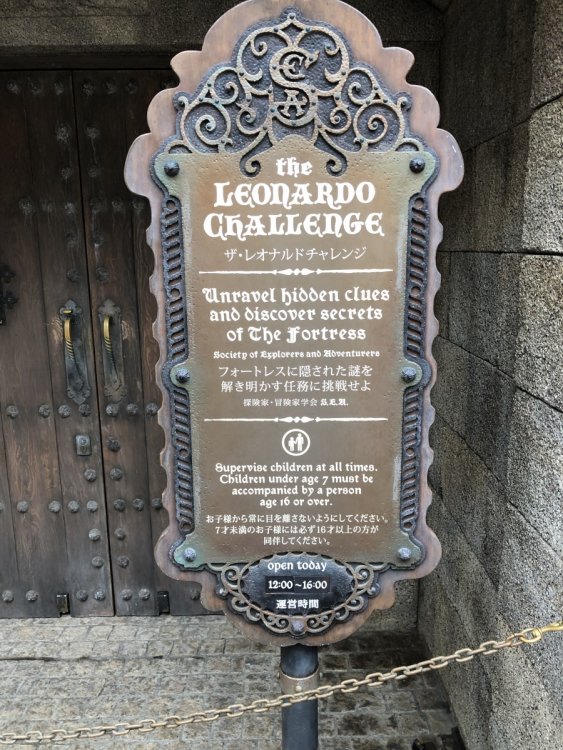 the
LEONARDO
CHALLENGE
ザ・レオナルドチャレンジ
Unravel hidden clues
and discover secrets
of The Fortress
Society of Explorers and Adventurers
フォートレスに隠された謎を
解き明かす任務に挑戦せよ
探険家・冒険家学会 S.E.A.
Supervise children at all times.
Children under age 7 must be
accompanied by a person
age 16 or over.
お子様から常に目を離さないようにしてください。
7才未満のお子様には必ず16才以上の方が
同伴してください。
open today
12:00~16:00
運営時間